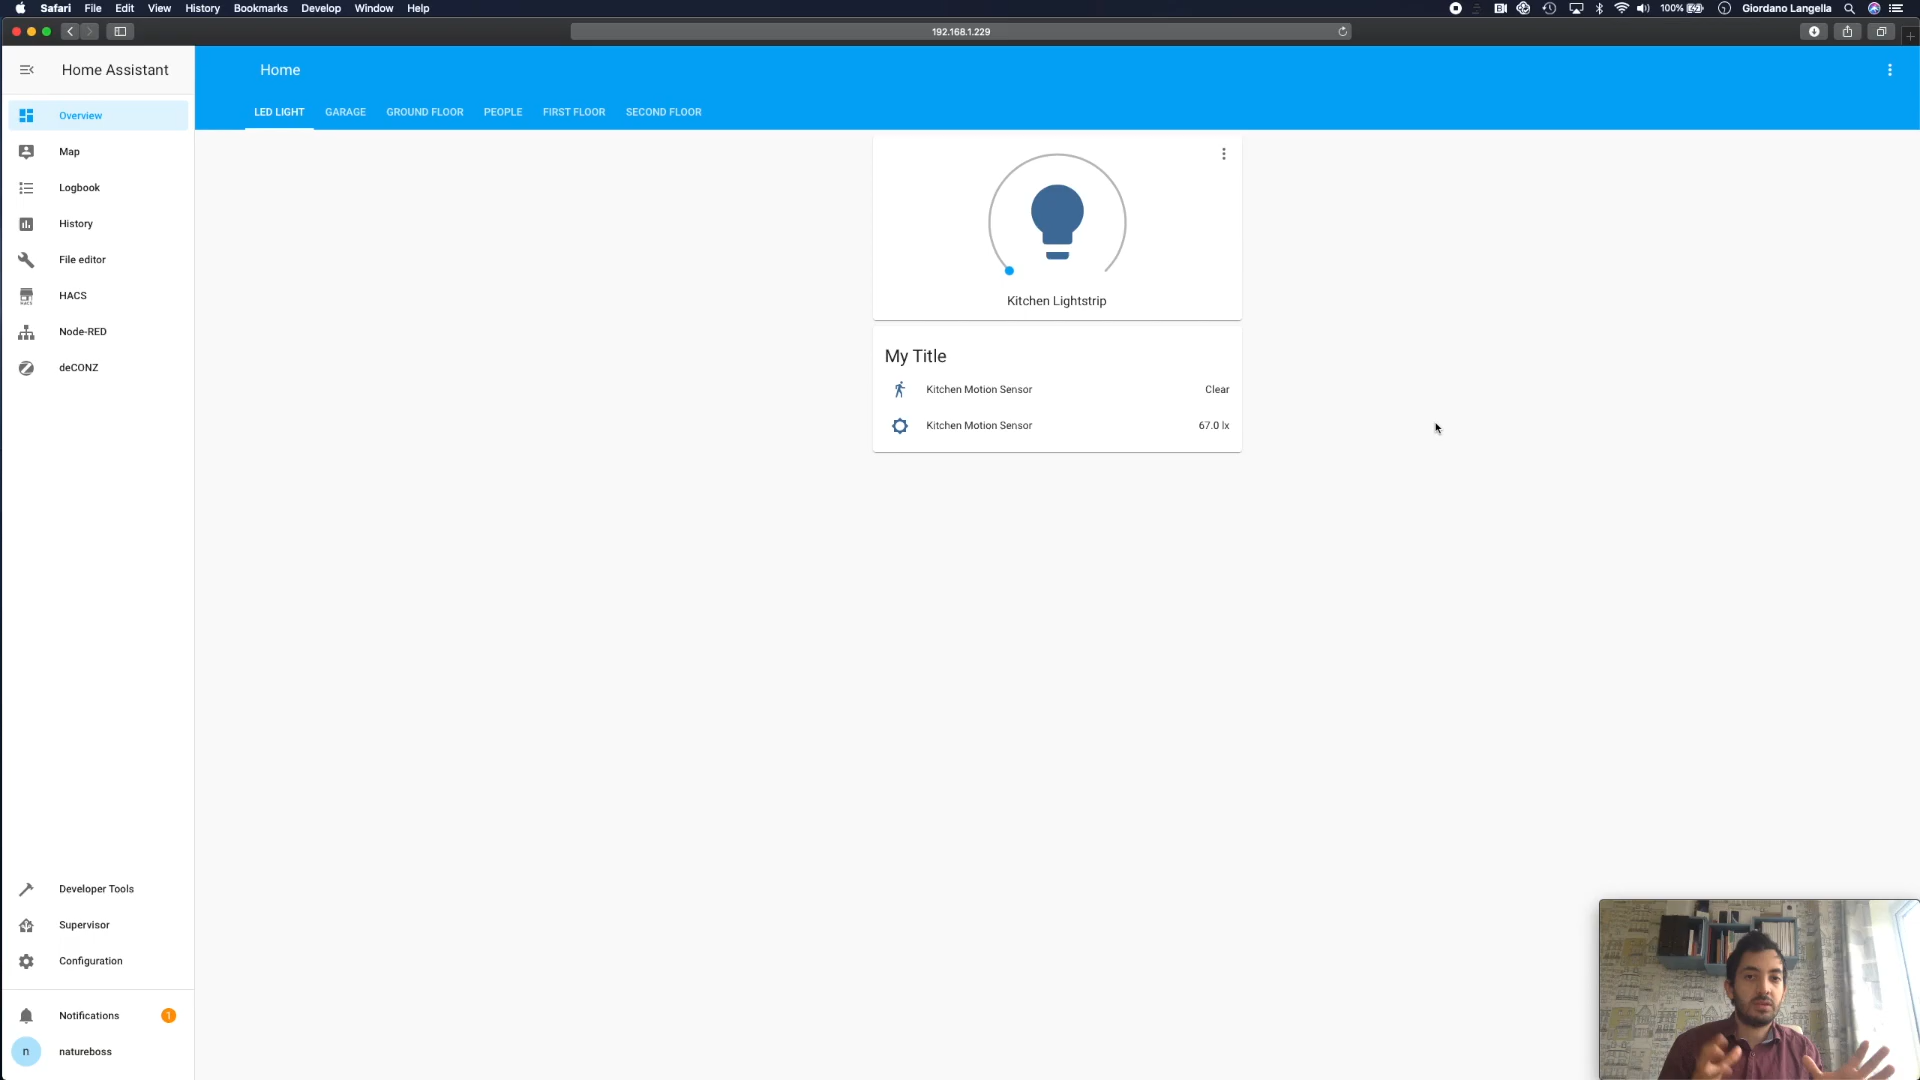 Safari File Edit View History Bookmarks Develop Window Help 100% Giordano Langella
192.168.1.229
Home Assistant
Home
LED LIGHT GARAGE GROUND FLOOR PEOPLE FIRST FLOOR SECOND FLOOR
Overview
Map
Logbook
History
File editor
HACS
Node-RED
deCONZ
Kitchen Lightstrip
My Title
Kitchen Motion Sensor Clear
Kitchen Motion Sensor 67.0 lx
Developer Tools
Supervisor
Configuration
Notifications 1
n natureboss